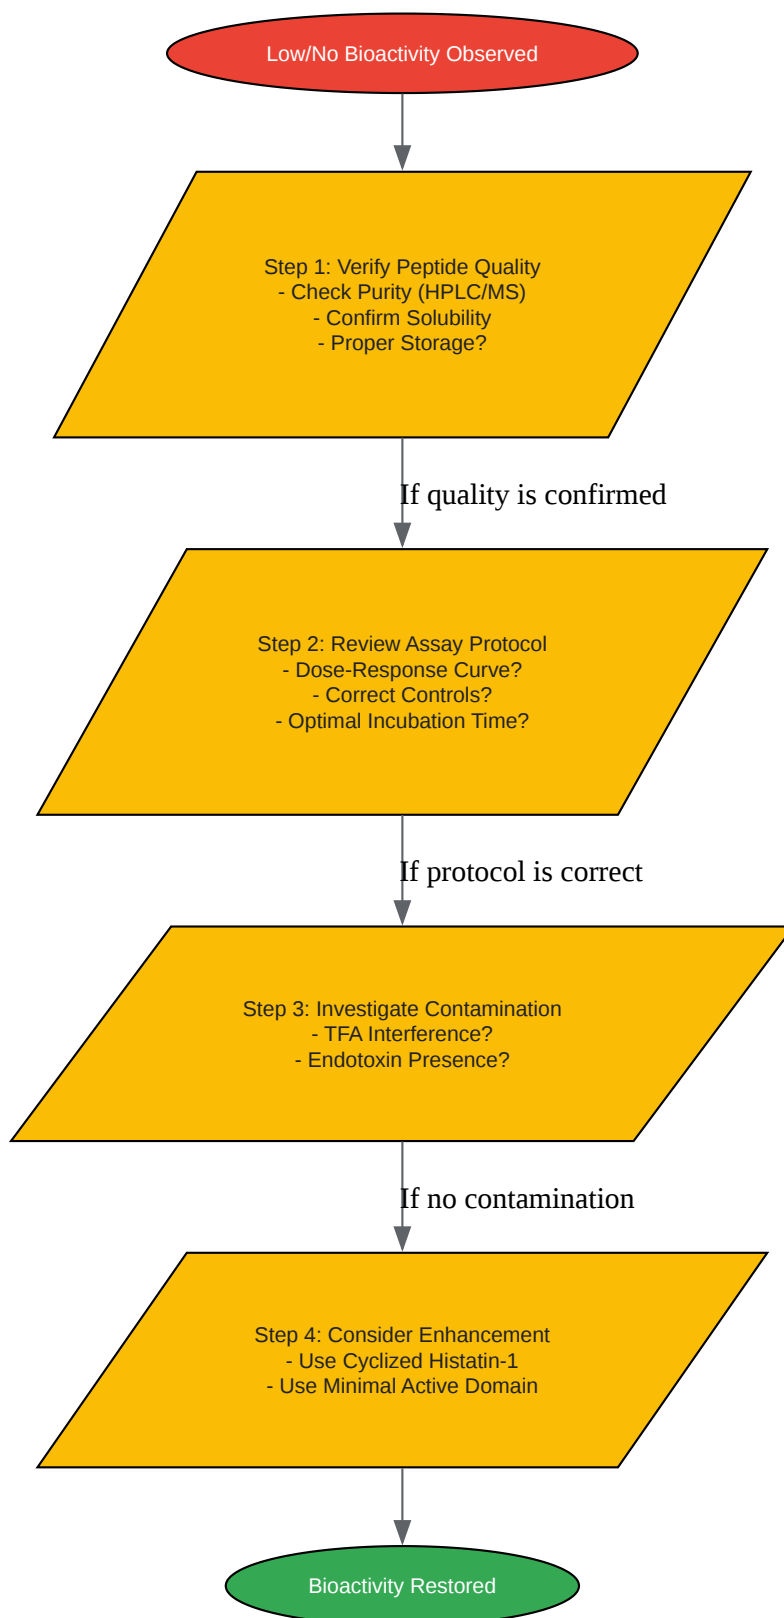 Low/No Bioactivity Observed
Step 1: Verify Peptide Quality
- Check Purity (HPLC/MS)
- Confirm Solubility
- Proper Storage?
If quality is confirmed
Step 2: Review Assay Protocol
- Dose-Response Curve?
- Correct Controls?
- Optimal Incubation Time?
If protocol is correct
Step 3: Investigate Contamination
- TFA Interference?
- Endotoxin Presence?
If no contamination
Step 4: Consider Enhancement
- Use Cyclized Histatin-1
- Use Minimal Active Domain
Bioactivity Restored